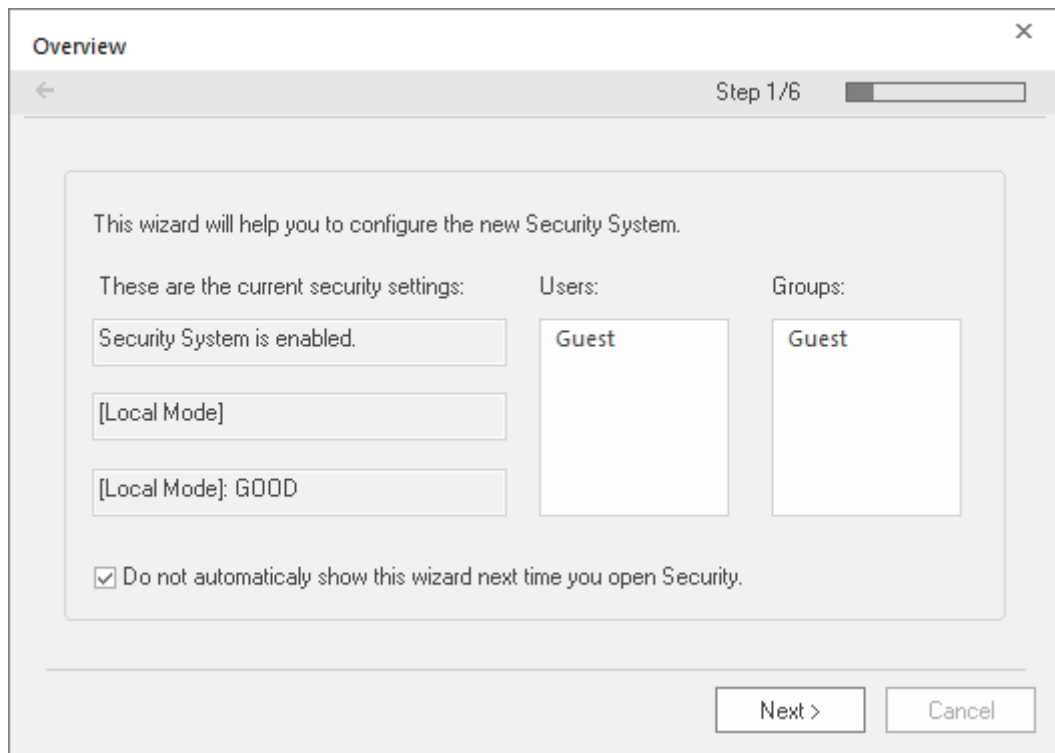 Overview
Step 1/6
This wizard will help you to configure the new Security System.
These are the current security settings:
Users:
Groups:
Security System is enabled.
Guest
Guest
[Local Mode]
[Local Mode]: GOOD
Do not automaticaly show this wizard next time you open Security.
Next >
Cancel